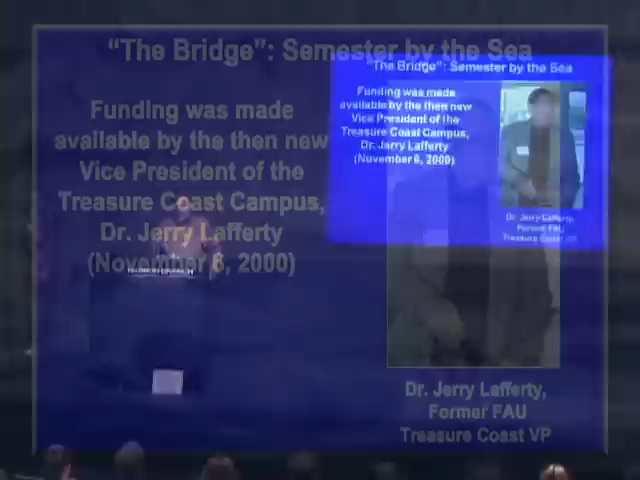 “The Bridge”: Semester by the Sea
Funding was made
available by the then new
Vice President of the
Treasure Coast Campus,
Dr. Jerry Lafferty
(November 8, 2000)
Dr. Jerry Lafferty,
Former FAU
Treasure Coast VP
"The Bridge": Semester by the Sea
Funding was made
available by the then new
Vice President of the
Treasure Coast Campus,
Dr. Jerry Lafferty
(November 8, 2000)
Dr. Jerry Lafferty,
Former FAU
Treasure Coast VP